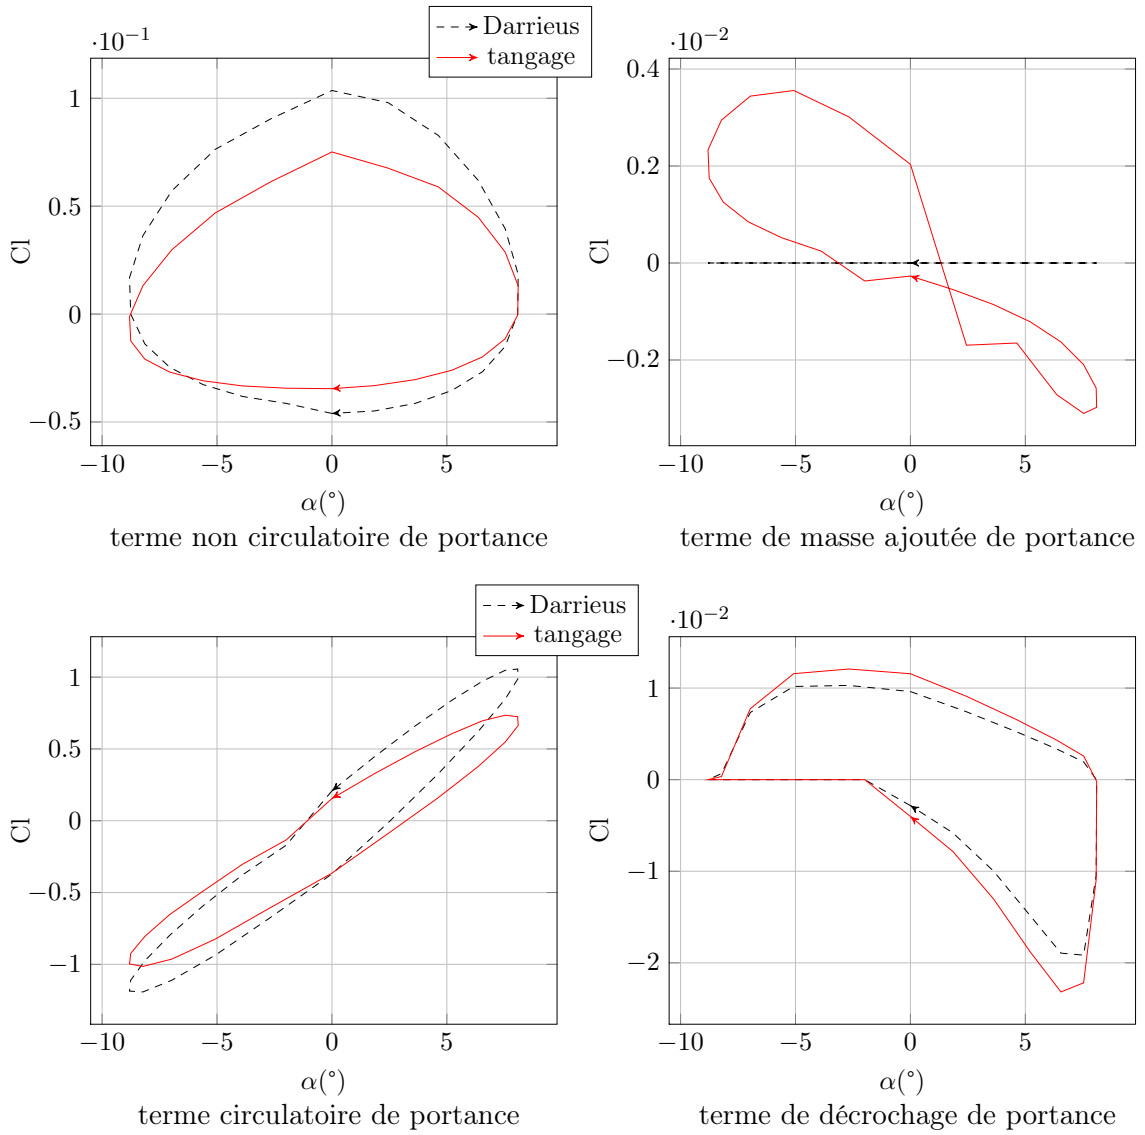 Darrieus
tangage
·10⁻¹
1
0.5
0
−0.5
−10 −5 0 5
Cl
α(°)
terme non circulatoire de portance
·10⁻²
0.4
0.2
0
−0.2
−10 −5 0 5
Cl
α(°)
terme de masse ajoutée de portance
Darrieus
tangage
1
0.5
0
−0.5
−1
−10 −5 0 5
Cl
α(°)
terme circulatoire de portance
·10⁻²
1
0
−1
−2
−10 −5 0 5
Cl
α(°)
terme de décrochage de portance